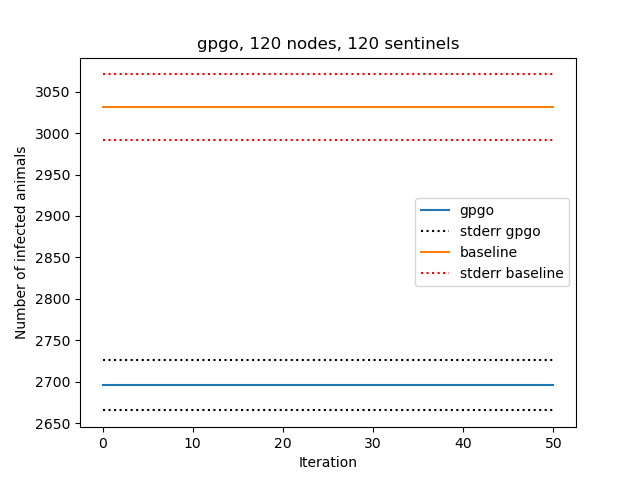 gpgo, 120 nodes, 120 sentinels
3050
3000
2950
2900
2850
2800
2750
2700
2650
Number of infected animals
gpgo
stderr gpgo
baseline
stderr baseline
0 10 20 30 40 50
Iteration